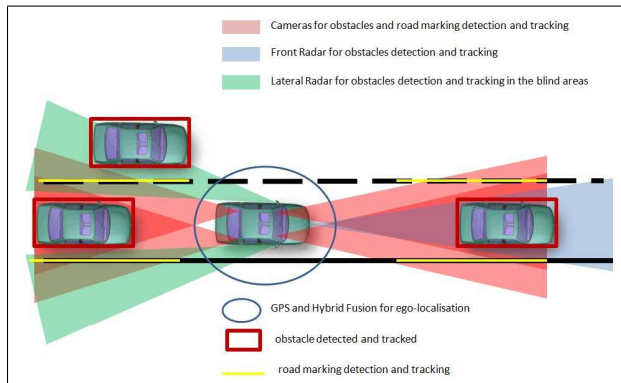 Cameras for obstacles and road marking detection and tracking
Front Radar for obstacles detection and tracking
Lateral Radar for obstacles detection and tracking in the blind areas
GPS and Hybrid Fusion for ego-localisation
obstacle detected and tracked
road marking detection and tracking